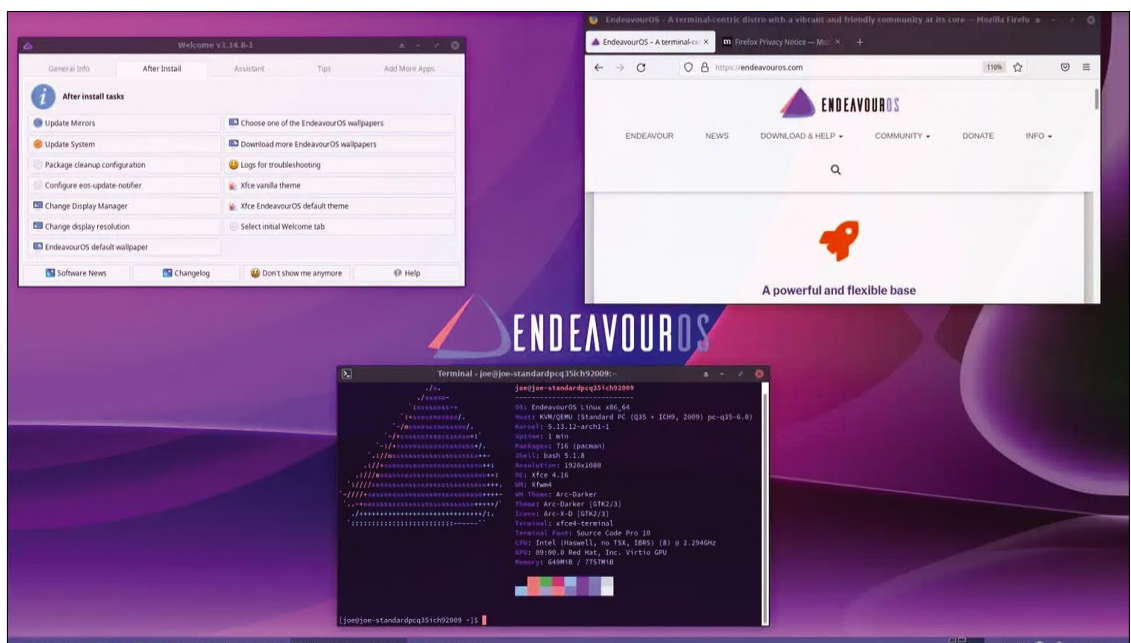 Welcome v1.14.8-1
General Info After Install Assistant Tips Add More Apps
After install tasks
Update Mirrors
Choose one of the EndeavourOS wallpapers
Update System
Download more EndeavourOS wallpapers
Package cleanup configuration
Logs for troubleshooting
Configure eos-update-notifier
Xfce vanilla theme
Change Display Manager
Xfce EndeavourOS default theme
Change display resolution
Select initial Welcome tab
EndeavourOS default wallpaper
Software News Changelog Don't show me anymore Help
EndeavourOS – A terminal-centric distro with a vibrant and friendly community at its core — Mozilla Firefo
EndeavourOS – A terminal-ce Firefox Privacy Notice — Moz
https://endeavouros.com 110%
ENDEAVOUROS
ENDEAVOUR NEWS DOWNLOAD & HELP COMMUNITY DONATE INFO
A powerful and flexible base
ENDEAVOUROS
Terminal - joe@joe-standardpcq35ich92009:~
joe@joe-standardpcq35ich92009
OS: EndeavourOS Linux x86_64
Host: KVM/QEMU (Standard PC (Q35 + ICH9, 2009) pc-q35-6.0)
Kernel: 5.13.12-arch1-1
Uptime: 1 min
Packages: 716 (pacman)
Shell: bash 5.1.8
Resolution: 1920x1080
DE: Xfce 4.16
WM: Xfwm4
WM Theme: Arc-Darker
Theme: Arc-Darker [GTK2/3]
Icons: Arc-X-D [GTK2/3]
Terminal: xfce4-terminal
Terminal Font: Source Code Pro 10
CPU: Intel (Haswell, no TSX, IBRS) (8) @ 2.294GHz
GPU: 09:00.0 Red Hat, Inc. Virtio GPU
Memory: 649MiB / 7757MiB
[joe@joe-standardpcq35ich92009 ~]$